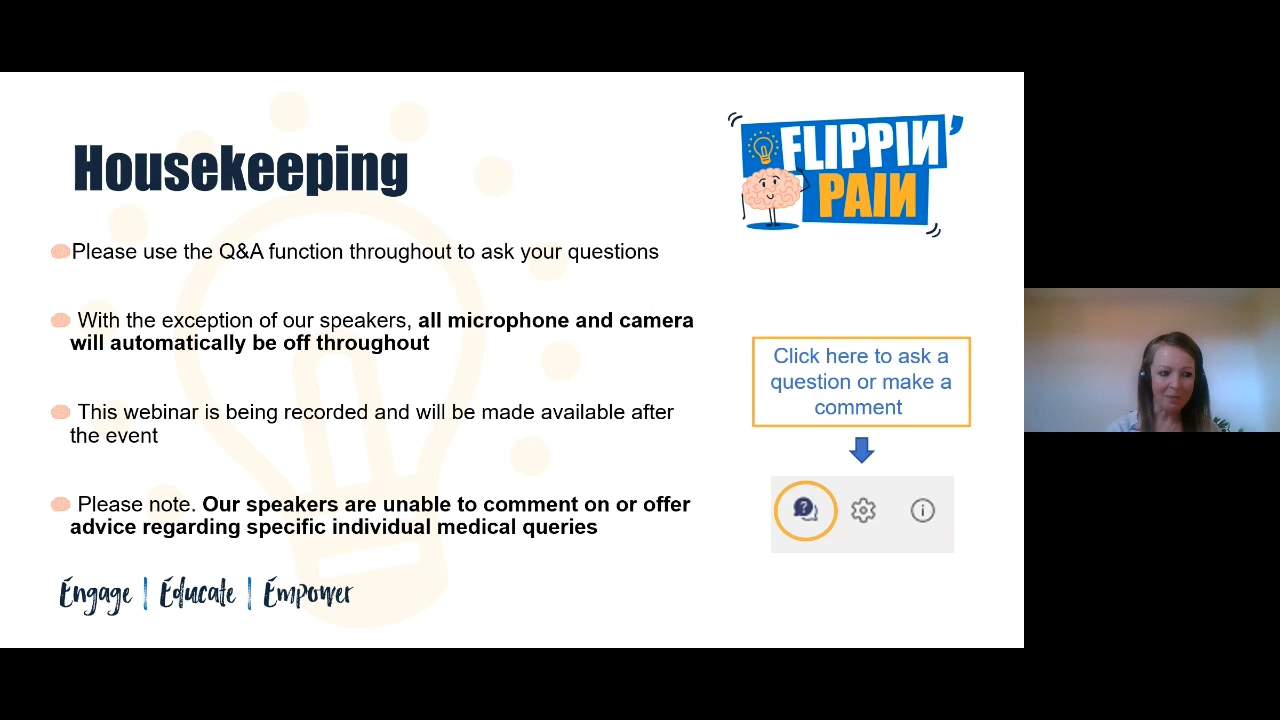 Housekeeping
FLIPPIN'
PAIN
Please use the Q&A function throughout to ask your questions
With the exception of our speakers, all microphone and camera
will automatically be off throughout
This webinar is being recorded and will be made available after
the event
Please note. Our speakers are unable to comment on or offer
advice regarding specific individual medical queries
Click here to ask a
question or make a
comment
Engage | Educate | Empower